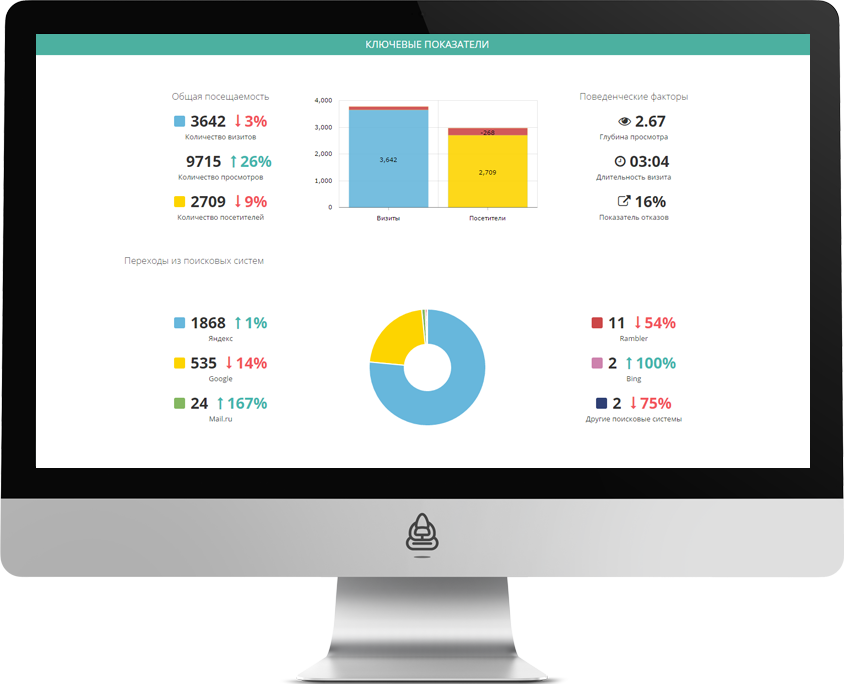 КЛЮЧЕВЫЕ ПОКАЗАТЕЛИ
Общая посещаемость
3642 ↓3%
Количество визитов
9715 ↑26%
Количество просмотров
2709 ↓9%
Количество посетителей
4,000
3,000
2,000
1,000
0
3,642
-268
2,709
Визиты
Посетители
Поведенческие факторы
2.67
Глубина просмотра
03:04
Длительность визита
16%
Показатель отказов
Переходы из поисковых систем
1868 ↑1%
Яндекс
535 ↓14%
Google
24 ↑167%
Mail.ru
11 ↓54%
Rambler
2 ↑100%
Bing
2 ↓75%
Другие поисковые системы